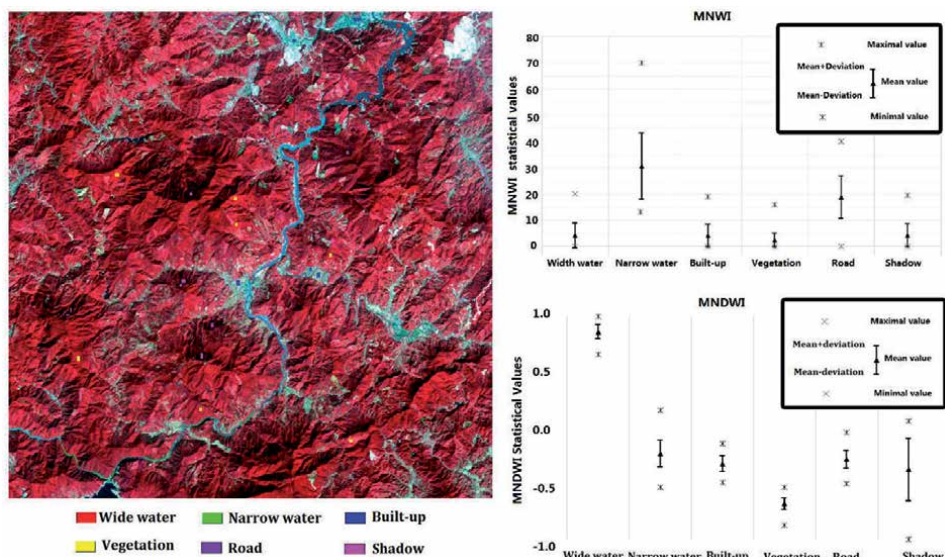 Wide water Narrow water Built-up
Vegetation Road Shadow
MNWI
MNWI statistical values
80
70
60
50
40
30
20
10
0
Width water Narrow water Built-up Vegetation Road Shadow
Maximal value
Mean+Deviation
Mean value
Mean-Deviation
Minimal value
MNDWI
MNDWI Statistical Values
1.0
0.5
0.0
-0.5
-1.0
Wide water Narrow water Built-up Vegetation Road Shadow
Maximal value
Mean+deviation
Mean value
Mean-deviation
Minimal value